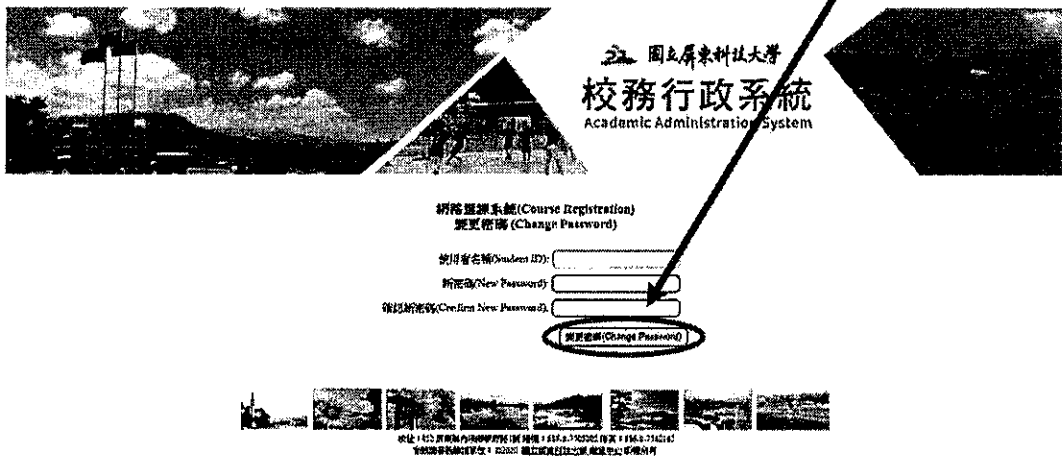 國立屏東科技大學
校務行政系統
Academic Administration System
網路選課系統(Course Registration)
變更密碼 (Change Password)
使用者名稱(Student ID):
新密碼(New Password)
確認新密碼(Confirm New Password):
變更密碼(Change Password)